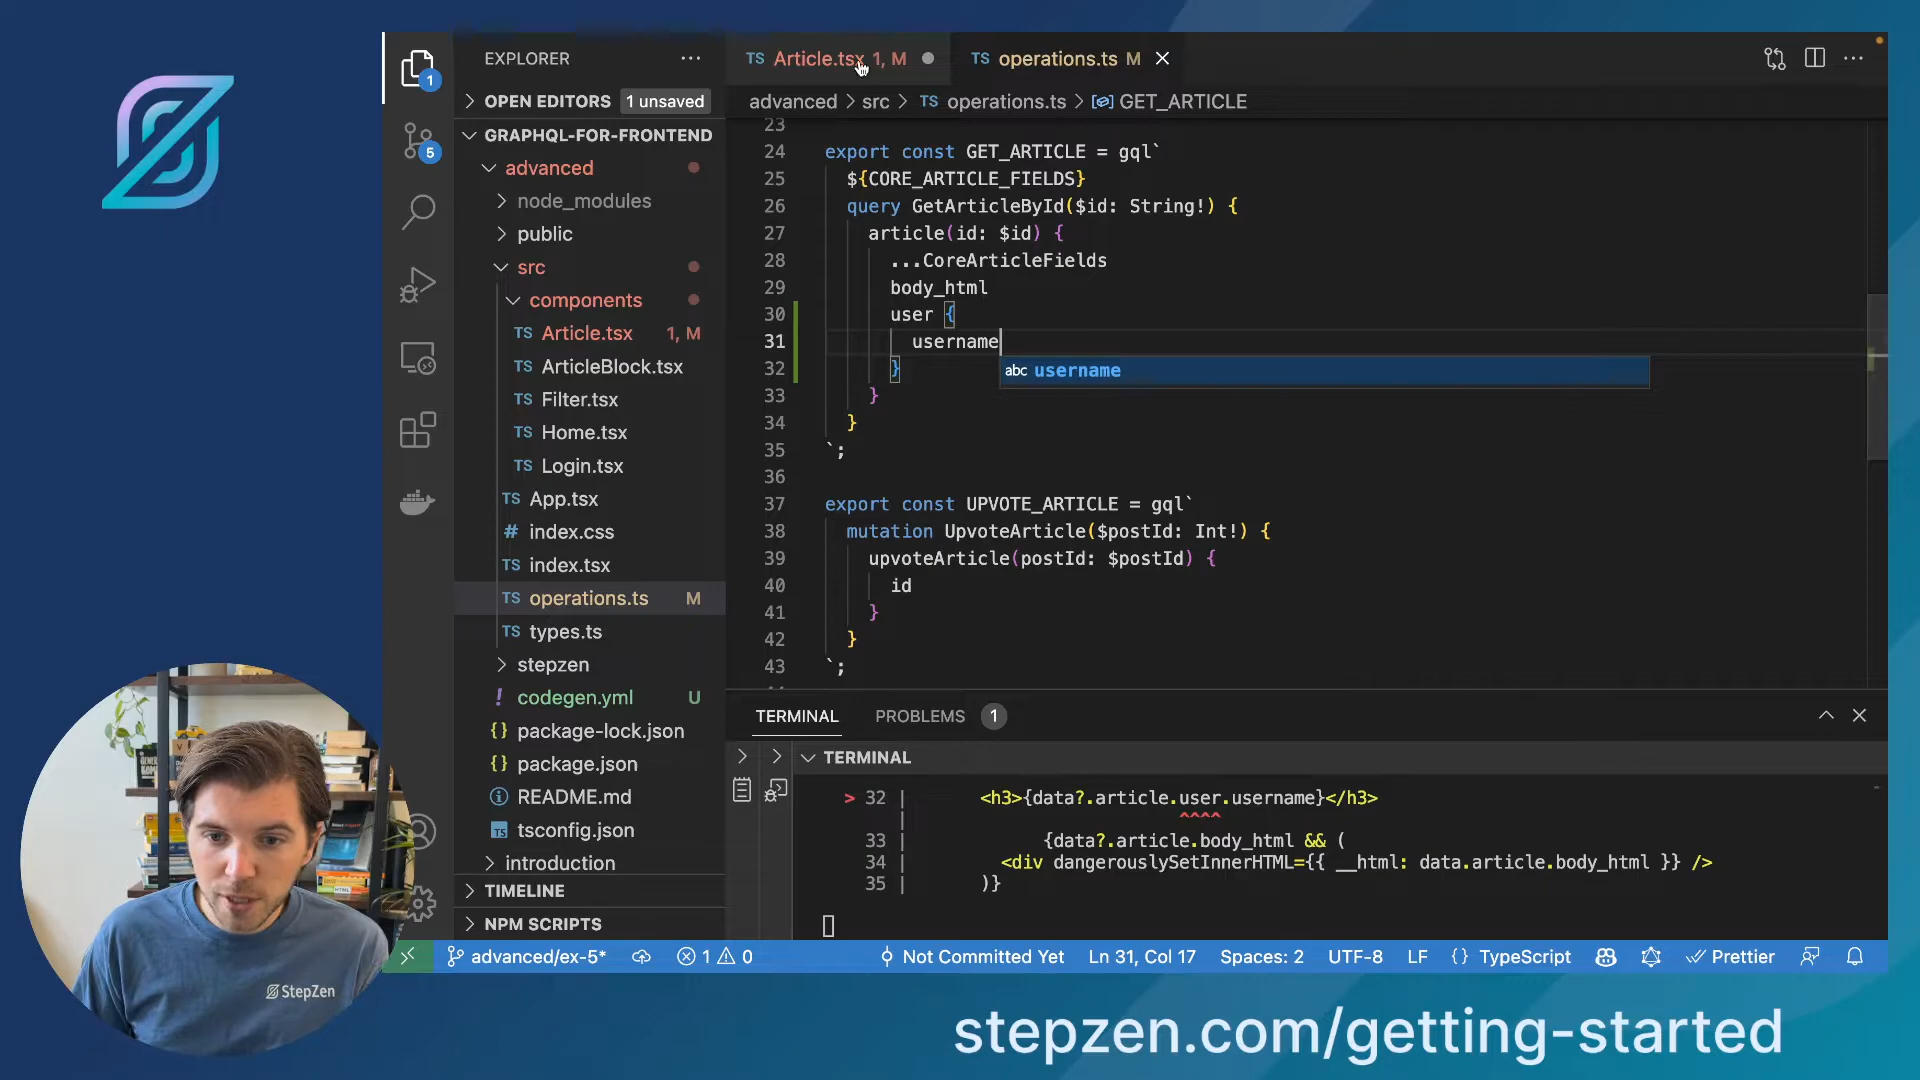 EXPLORER
OPEN EDITORS 1 unsaved
GRAPHQL-FOR-FRONTEND
advanced
node_modules
public
src
components
TS Article.tsx 1, M
TS ArticleBlock.tsx
TS Filter.tsx
TS Home.tsx
TS Login.tsx
TS App.tsx
# index.css
TS index.tsx
TS operations.ts M
TS types.ts
stepzen
! codegen.yml U
{} package-lock.json
{} package.json
README.md
TS tsconfig.json
introduction
TIMELINE
NPM SCRIPTS
1
5
TS Article.tsx 1, M
TS operations.ts M
advanced > src > TS operations.ts > GET_ARTICLE
23
24 export const GET_ARTICLE = gql`
25 ${CORE_ARTICLE_FIELDS}
26 query GetArticleById($id: String!) {
27 article(id: $id) {
28 ...CoreArticleFields
29 body_html
30 user {
31 username
32 }
abc username
33 }
34 }
35 `;
36
37 export const UPVOTE_ARTICLE = gql`
38 mutation UpvoteArticle($postId: Int!) {
39 upvoteArticle(postId: $postId) {
40 id
41 }
42 }
43 `;
TERMINAL PROBLEMS 1
TERMINAL
> 32 | <h3>{data?.article.user.username}</h3>
| ^^^^
33 | {data?.article.body_html && (
34 | <div dangerouslySetInnerHTML={{ __html: data.article.body_html }} />
35 | )}
advanced/ex-5* 1 0 Not Committed Yet Ln 31, Col 17 Spaces: 2 UTF-8 LF {} TypeScript Prettier
StepZen
stepzen.com/getting-started